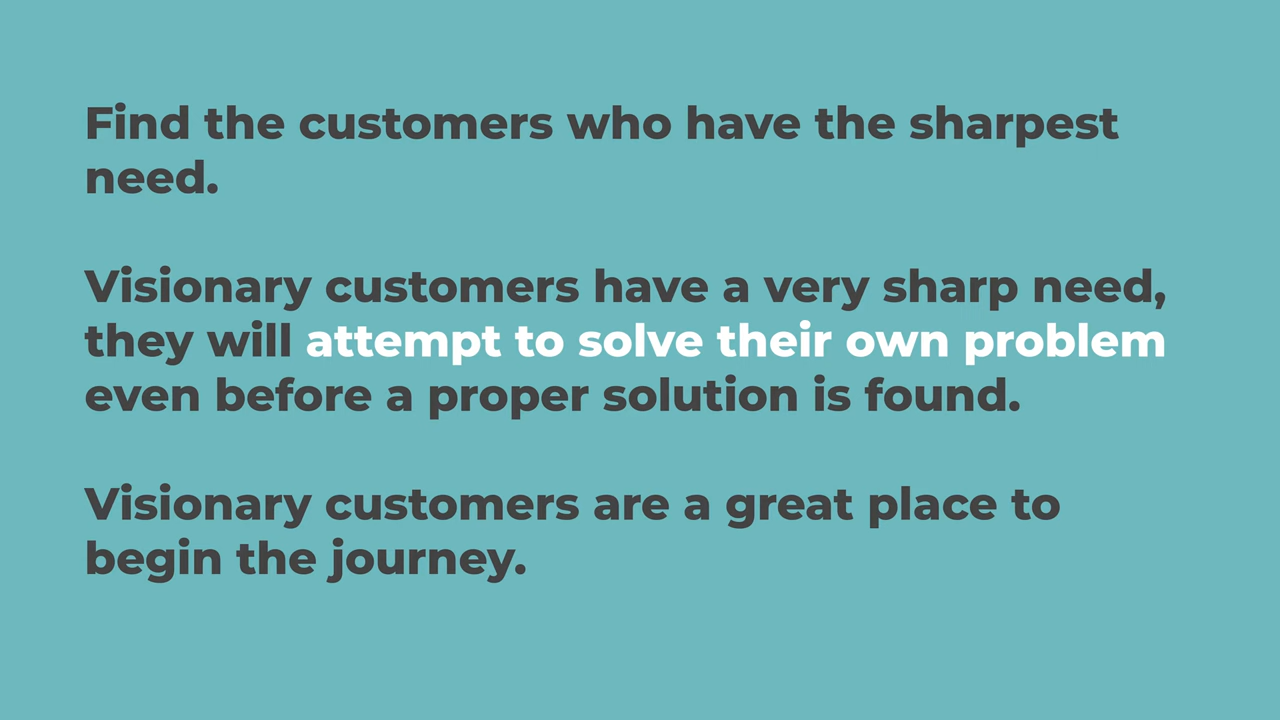 Find the customers who have the sharpest
need.
Visionary customers have a very sharp need,
they will attempt to solve their own problem
even before a proper solution is found.
Visionary customers are a great place to
begin the journey.